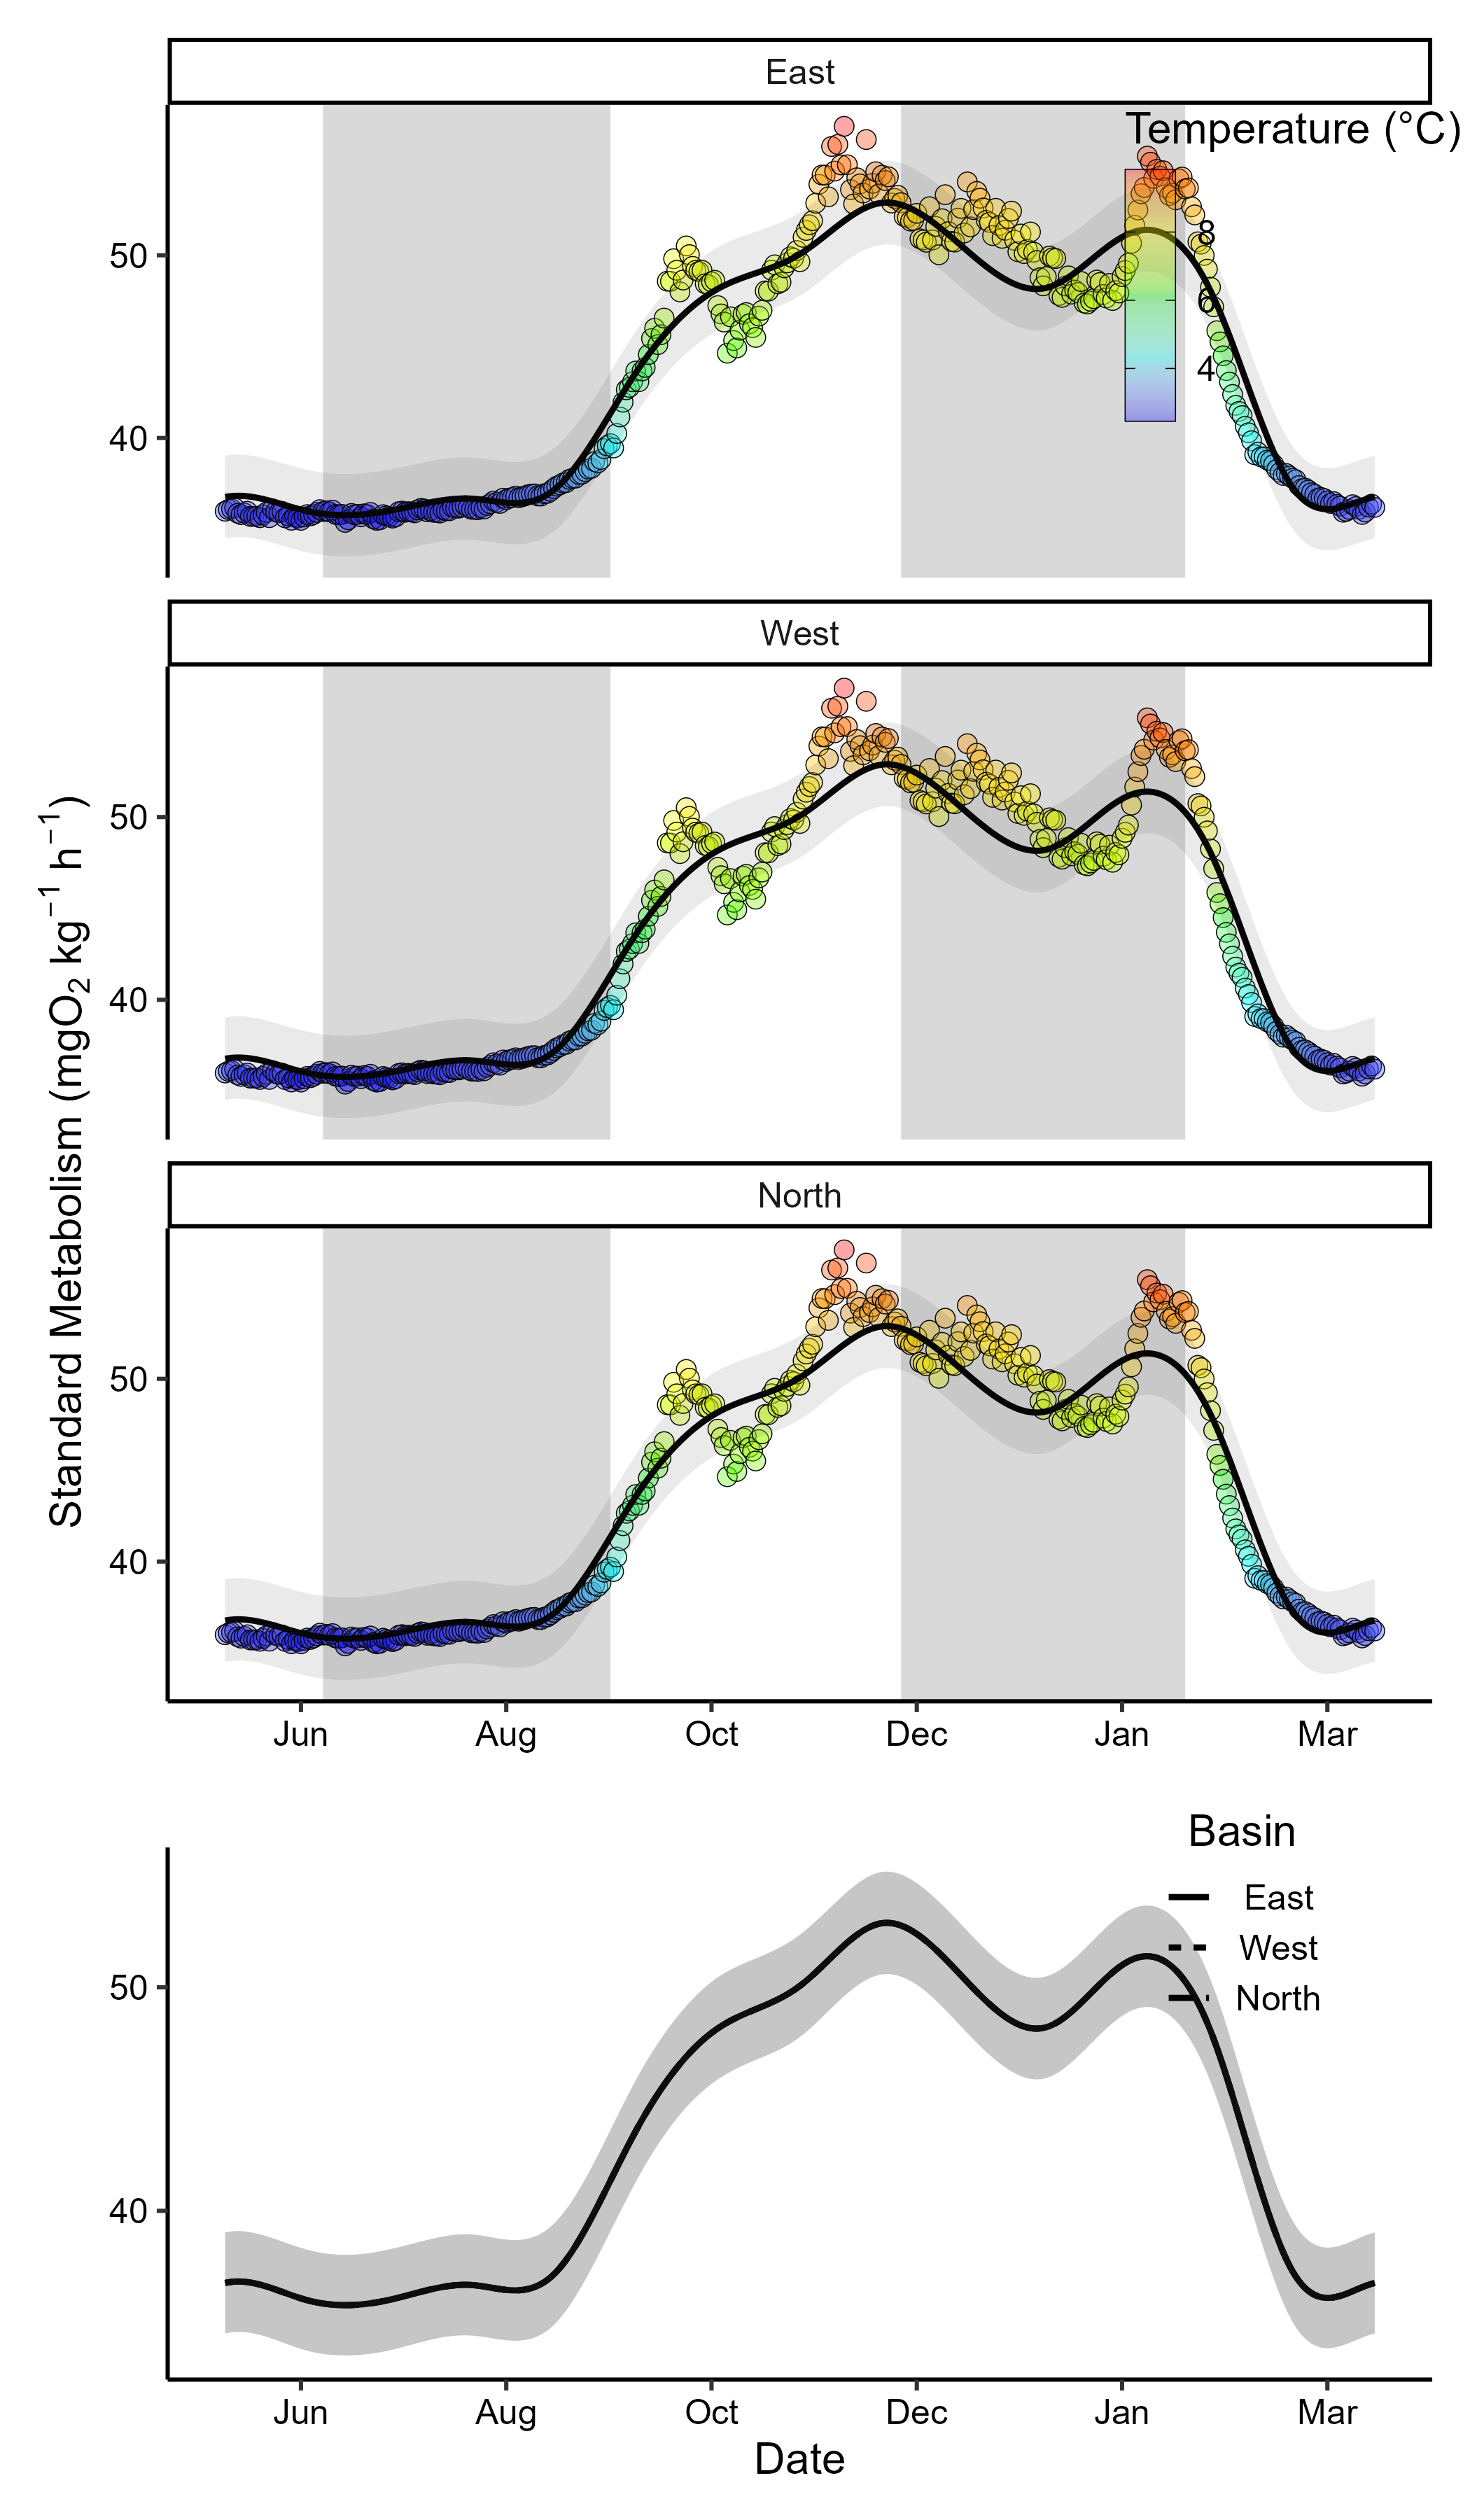 East
Temperature (°C)
8
6
4
50
40
West
50
40
North
50
40
Standard Metabolism (mgO₂ kg⁻¹ h⁻¹)
Jun Aug Oct Dec Jan Mar
Basin
East
West
North
50
40
Jun Aug Oct Dec Jan Mar
Date